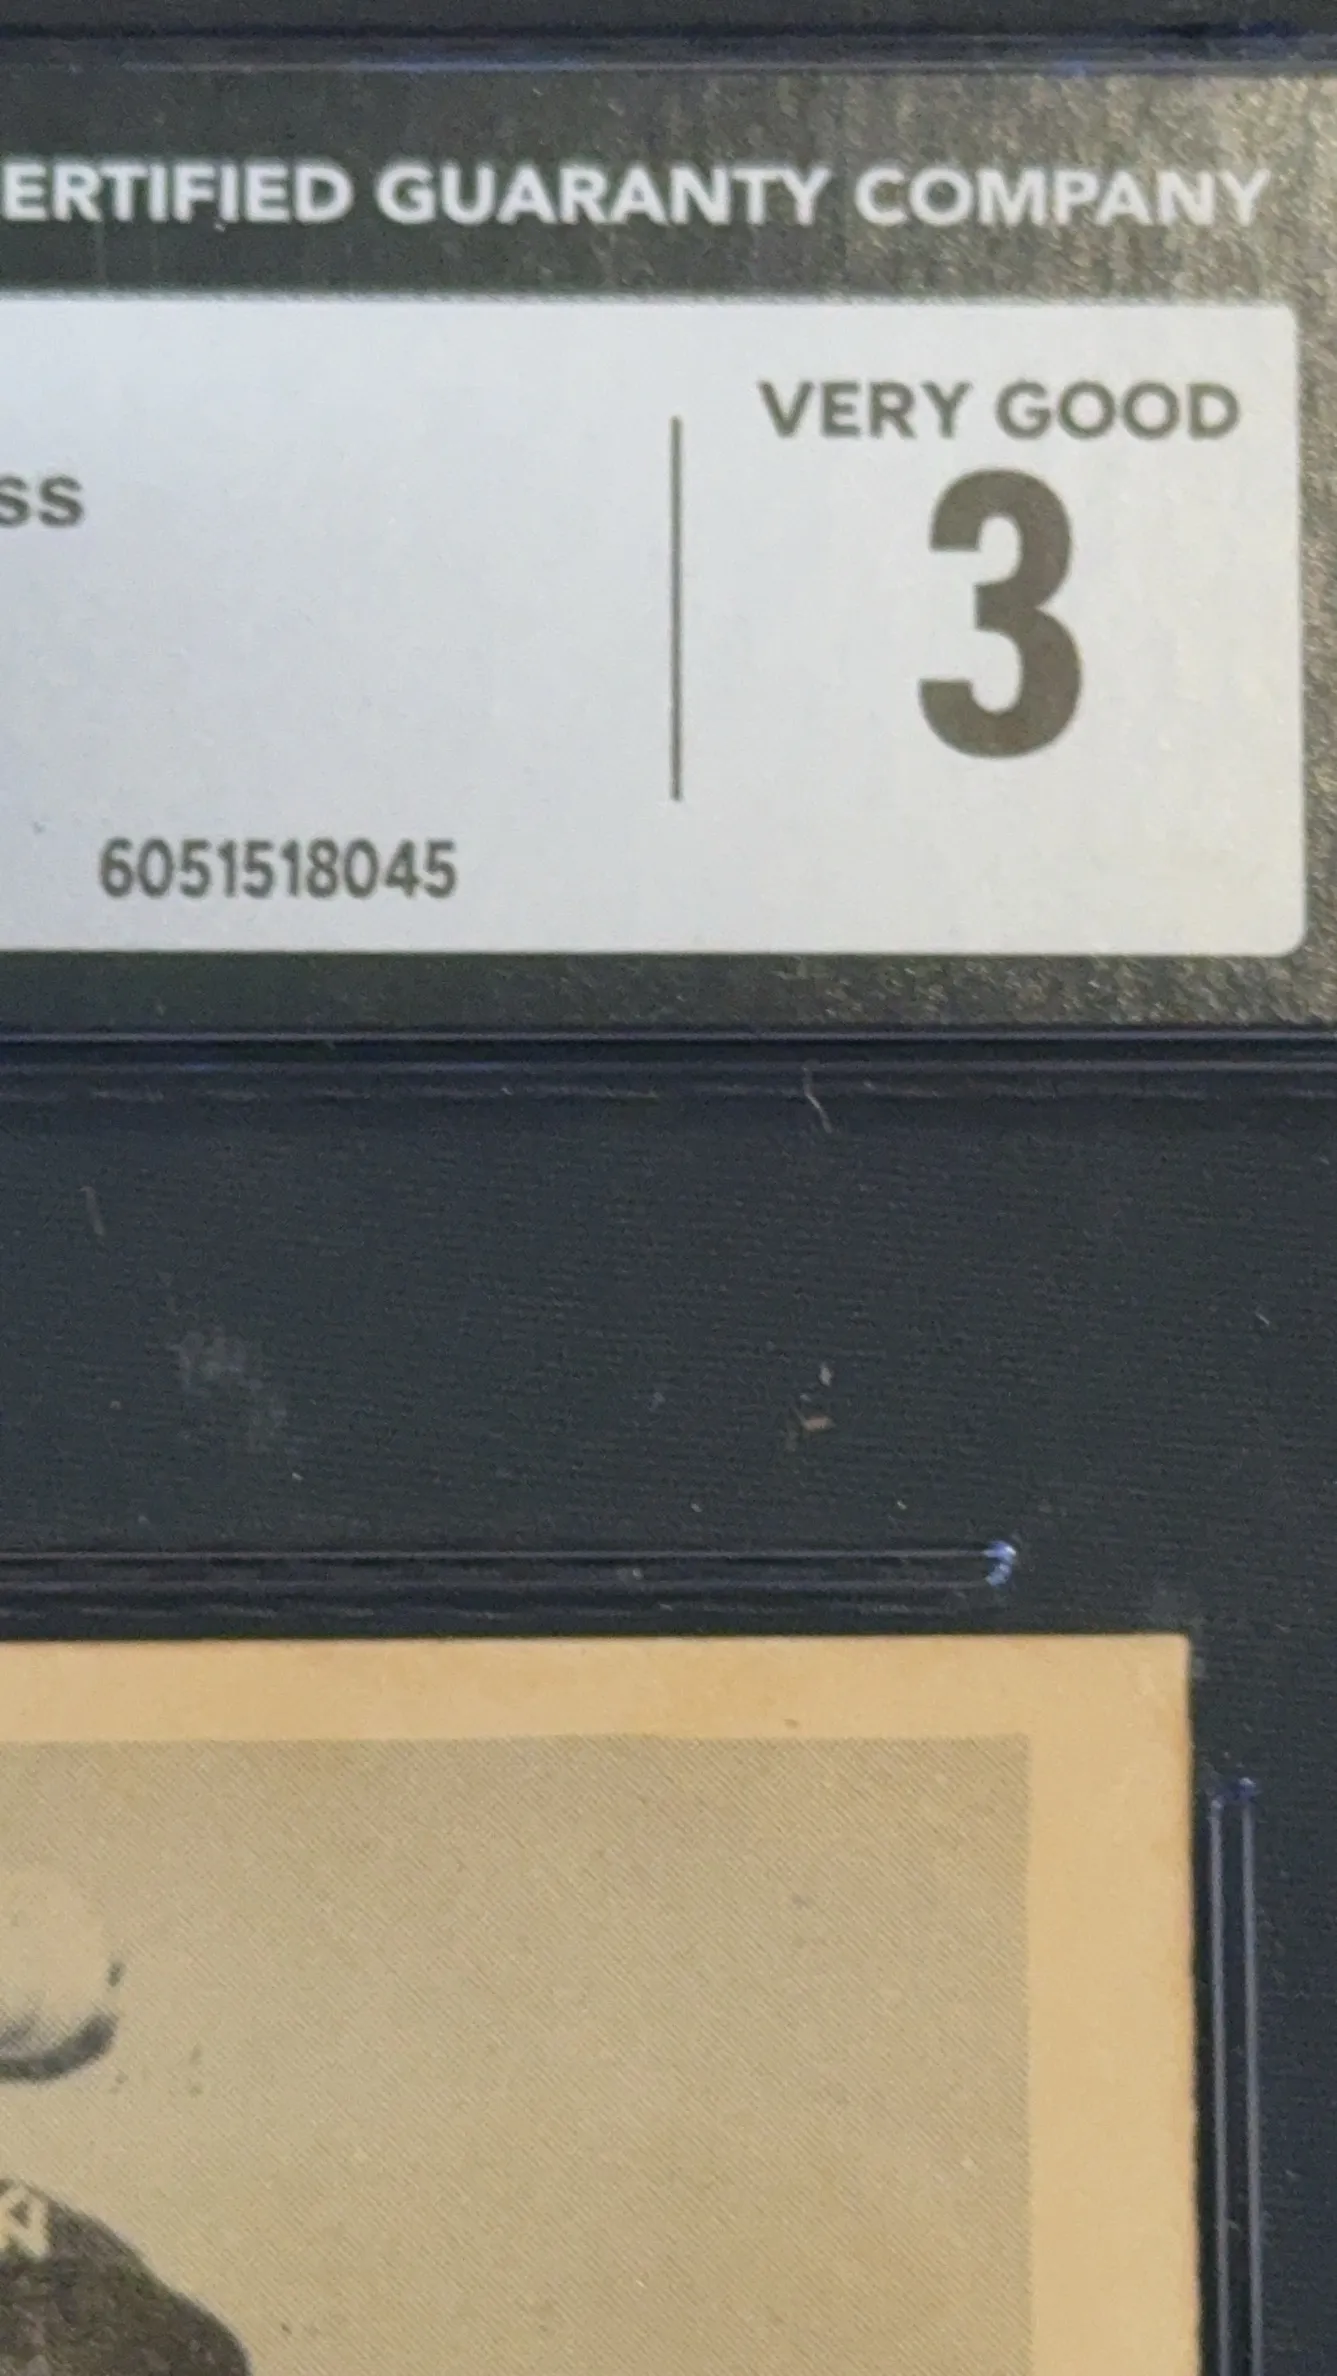 ERTIFIED GUARANTY COMPANY
VERY GOOD
ss
3
6051518045